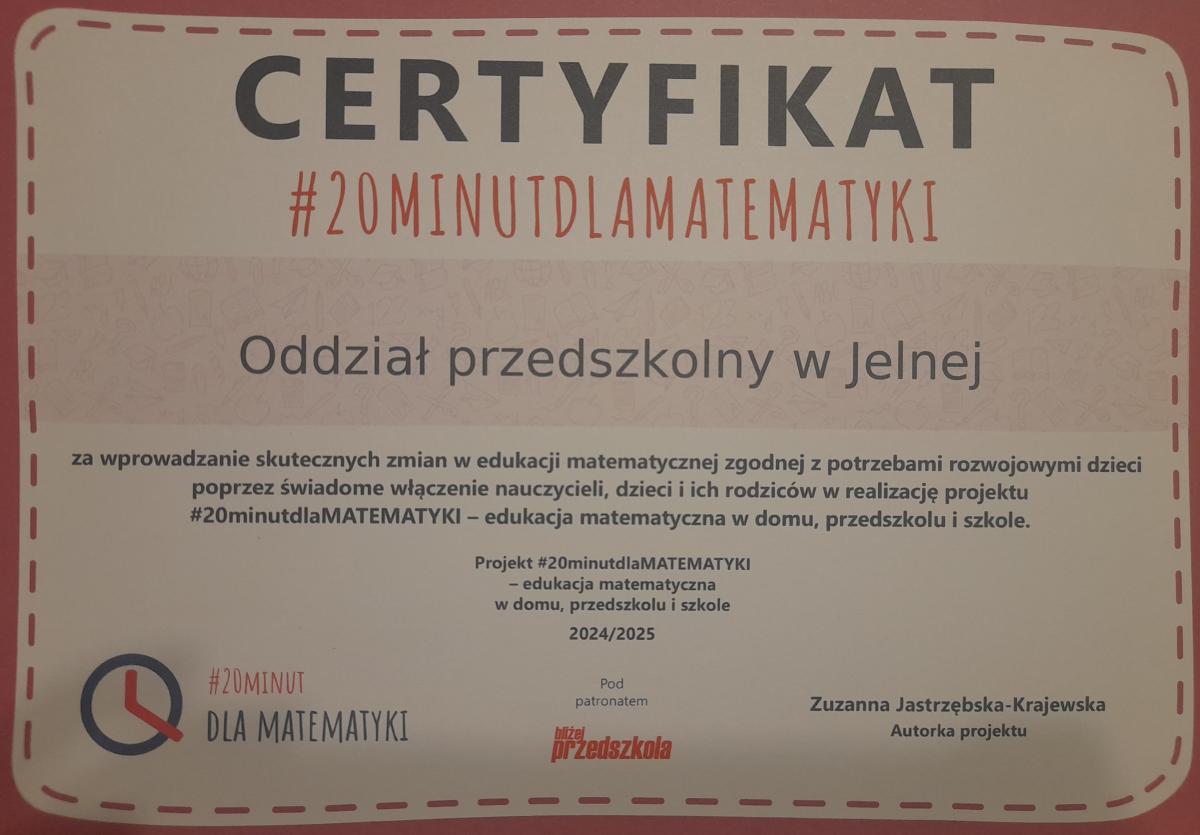 CERTYFIKAT
#20MINUTDLAMATEMATYKI
Oddział przedszkolny w Jelnej
za wprowadzanie skutecznych zmian w edukacji matematycznej zgodnej z potrzebami rozwojowymi dzieci
poprzez świadome włączenie nauczycieli, dzieci i ich rodziców w realizację projektu
#20minutdlaMATEMATYKI – edukacja matematyczna w domu, przedszkolu i szkole.
Projekt #20minutdlaMATEMATYKI
– edukacja matematyczna
w domu, przedszkolu i szkole
2024/2025
#20MINUT
DLA MATEMATYKI
Pod
patronatem
bliżej
przedszkola
Zuzanna Jastrzębska-Krajewska
Autorka projektu